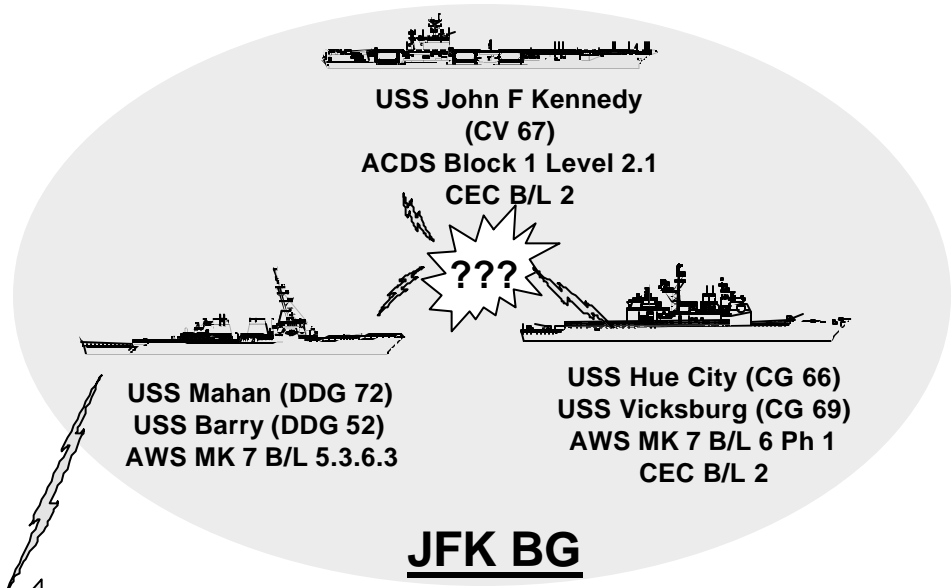 USS John F Kennedy
(CV 67)
ACDS Block 1 Level 2.1
CEC B/L 2
???
USS Mahan (DDG 72)
USS Barry (DDG 52)
AWS MK 7 B/L 5.3.6.3
USS Hue City (CG 66)
USS Vicksburg (CG 69)
AWS MK 7 B/L 6 Ph 1
CEC B/L 2
JFK BG